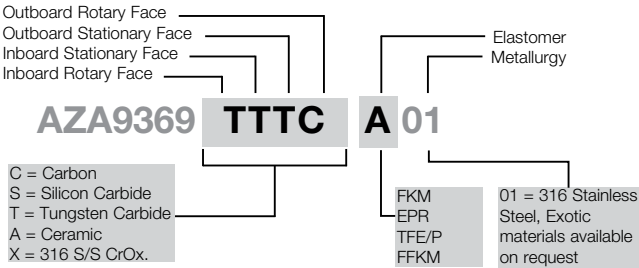 Outboard Rotary Face
Outboard Stationary Face
Inboard Stationary Face
Inboard Rotary Face
Elastomer
Metallurgy
AZA9369 TTTC A 01
C = Carbon
S = Silicon Carbide
T = Tungsten Carbide
A = Ceramic
X = 316 S/S CrOx.
FKM
EPR
TFE/P
FFKM
01 = 316 Stainless
Steel, Exotic
materials available
on request